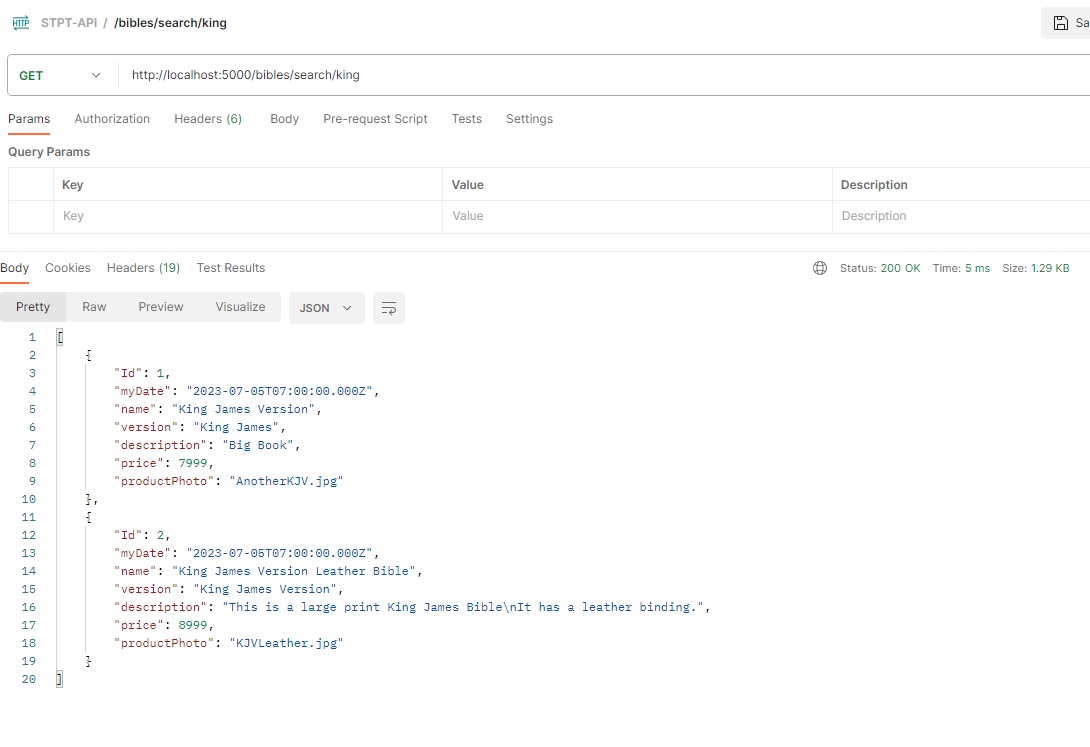 HTTP STPT-API / /bibles/search/king Sa
GET http://localhost:5000/bibles/search/king
Params Authorization Headers (6) Body Pre-request Script Tests Settings
Query Params
Key Value Description
Key Value Description
Body Cookies Headers (19) Test Results Status: 200 OK Time: 5 ms Size: 1.29 KB
Pretty Raw Preview Visualize JSON
1 [
2 {
3 "Id": 1,
4 "myDate": "2023-07-05T07:00:00.000Z",
5 "name": "King James Version",
6 "version": "King James",
7 "description": "Big Book",
8 "price": 7999,
9 "productPhoto": "AnotherKJV.jpg"
10 },
11 {
12 "Id": 2,
13 "myDate": "2023-07-05T07:00:00.000Z",
14 "name": "King James Version Leather Bible",
15 "version": "King James Version",
16 "description": "This is a large print King James Bible\nIt has a leather binding.",
17 "price": 8999,
18 "productPhoto": "KJVLeather.jpg"
19 }
20 ]